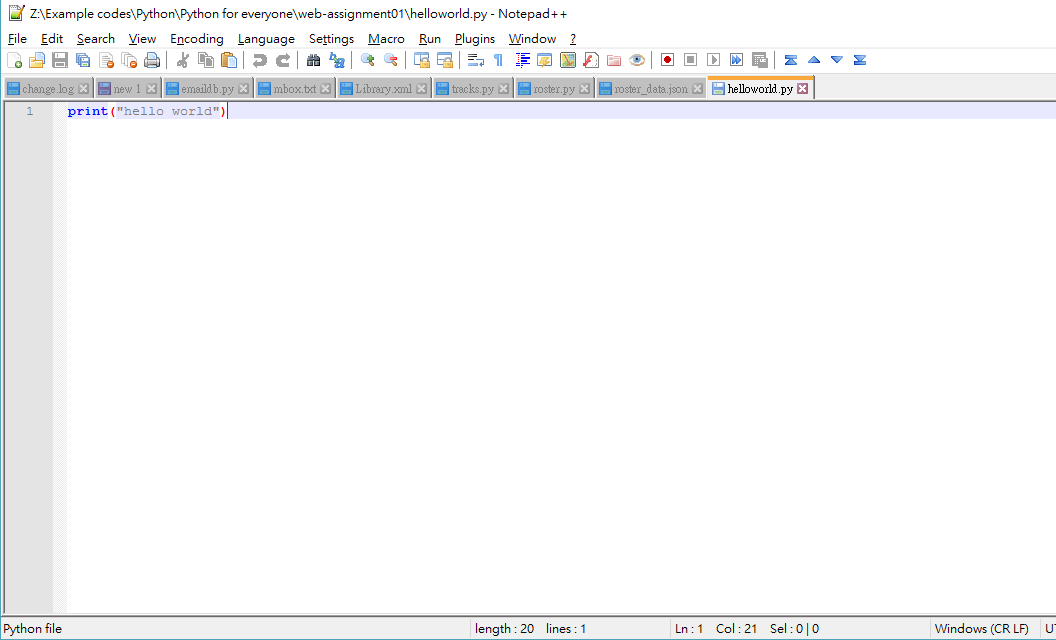 Z:\Example codes\Python\Python for everyone\web-assignment01\helloworld.py - Notepad++
File Edit Search View Encoding Language Settings Macro Run Plugins Window ?
change.log new 1 emaildb.py mbox.txt Library.xml tracks.py roster.py roster_data.json helloworld.py
1 print("hello world")
Python file length : 20 lines : 1 Ln : 1 Col : 21 Sel : 0 | 0 Windows (CR LF)